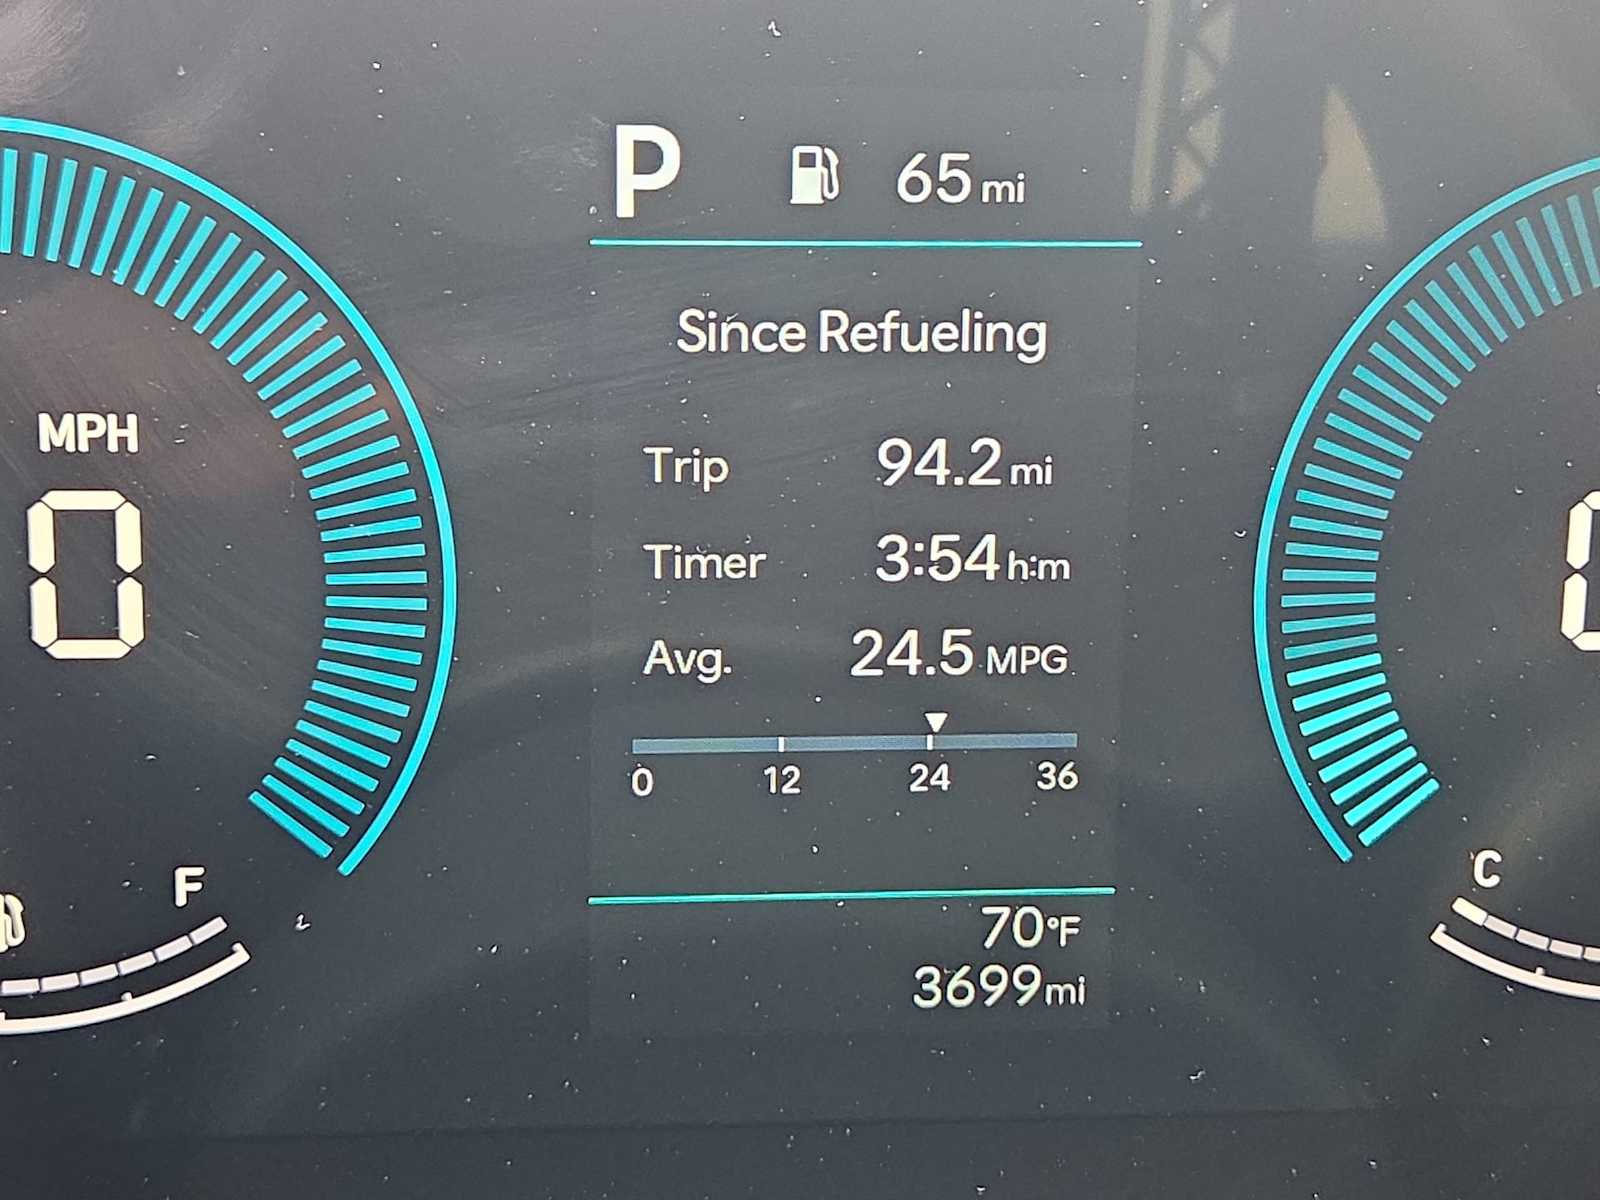 P 65 mi
Since Refueling
MPH
0
Trip 94.2 mi
Timer 3:54 h:m
Avg. 24.5 MPG
0 12 24 36
F
C
70°F
3699 mi